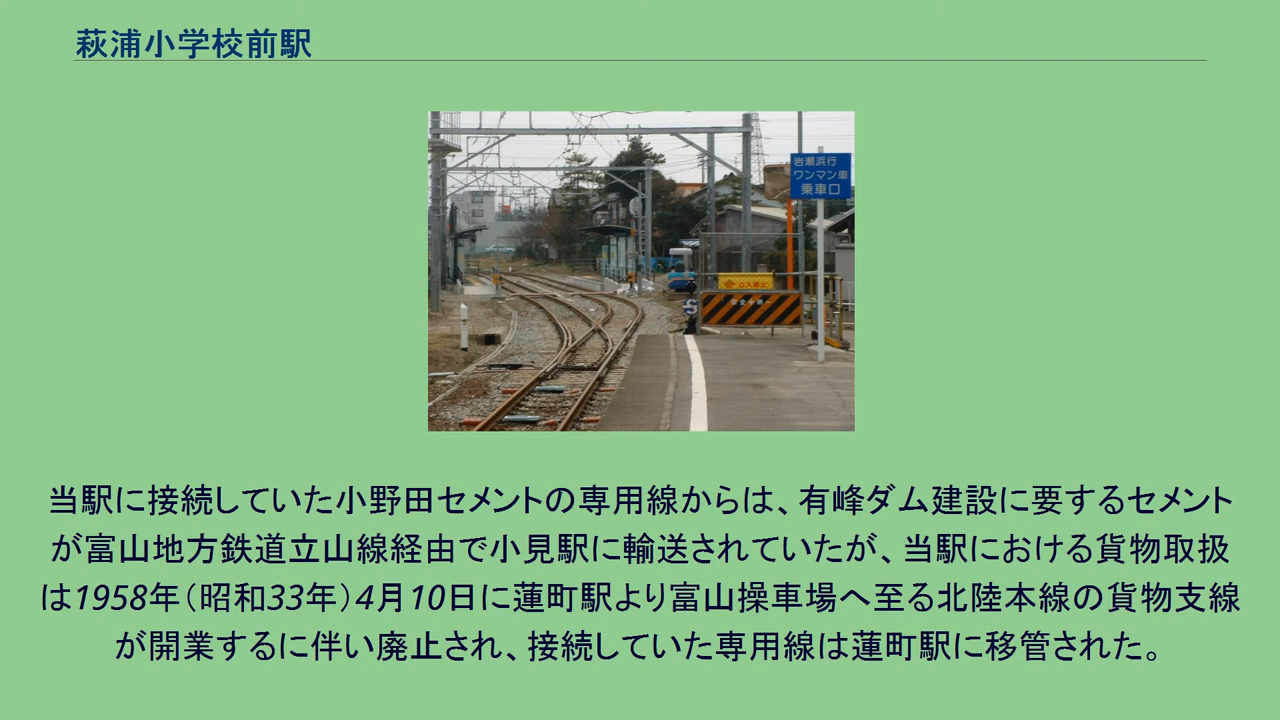 萩浦小学校前駅
岩瀬浜行
ワンマン車
乗車口
立入禁止
安全第一
当駅に接続していた小野田セメントの専用線からは、有峰ダム建設に要するセメント
が富山地方鉄道立山線経由で小見駅に輸送されていたが、当駅における貨物取扱
は1958年（昭和33年）4月10日に蓮町駅より富山操車場へ至る北陸本線の貨物支線
が開業するに伴い廃止され、接続していた専用線は蓮町駅に移管された。